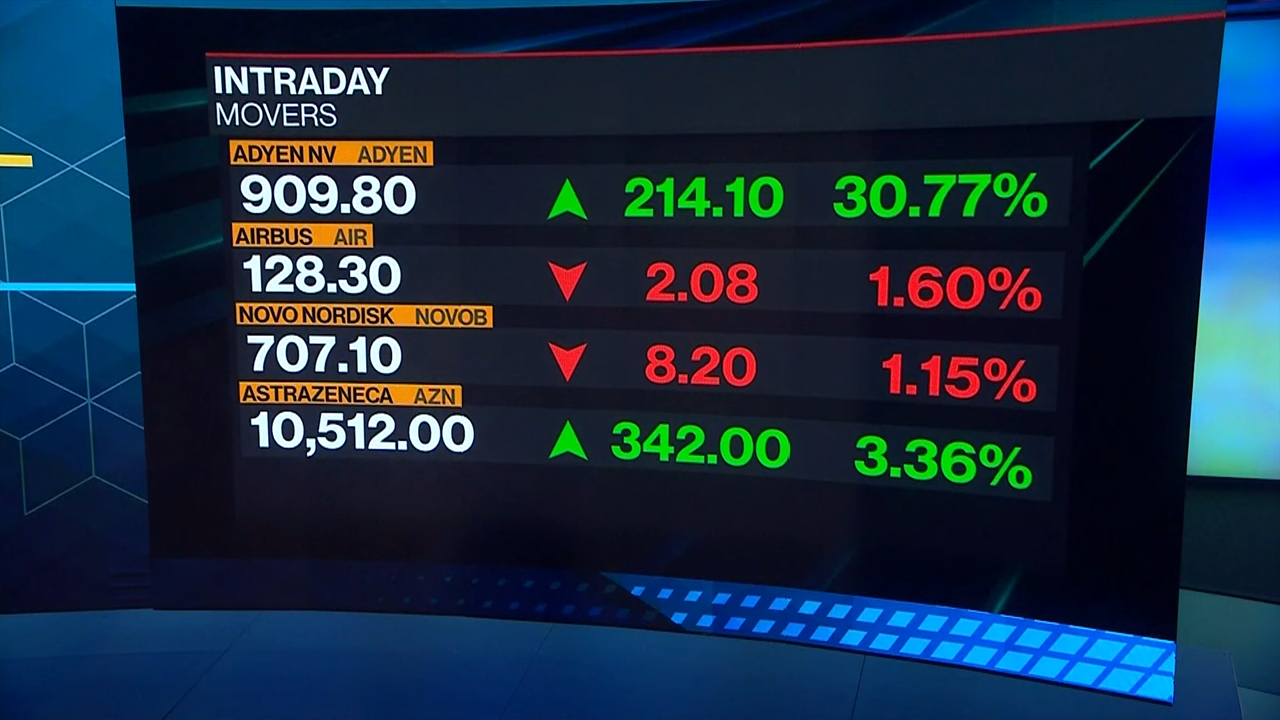 INTRADAY
MOVERS
ADYEN NV ADYEN
909.80 214.10 30.77%
AIRBUS AIR
128.30 2.08 1.60%
NOVO NORDISK NOVOB
707.10 8.20 1.15%
ASTRAZENECA AZN
10,512.00 342.00 3.36%